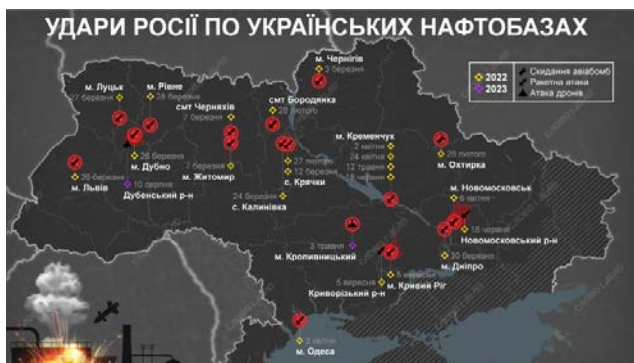 УДАРИ РОСІЇ ПО УКРАЇНСЬКИХ НАФТОБАЗАХ
2022
2023
Скидання авіабомб
Ракетна атака
Атака дронів
м. Чернігів
3 березня
м. Луцьк
27 березня
м. Рівне
28 березня
смт Черняхів
7 березня
смт Бородянка
28 лютого
м. Кременчук
2 квітня
24 квітня
12 травня
18 червня
м. Охтирка
28 лютого
26 березня
м. Дубно
10 серпня
Дубенський р-н
26 березня
м. Львів
7 березня
м. Житомир
27 лютого
12 березня
с. Крячки
24 березня
с. Калинівка
м. Новомосковськ
6 квітня
18 червня
Новомосковський р-н
30 березня
м. Дніпро
3 травня
м. Кропивницький
5 вересня
Криворізький р-н
м. Кривий Ріг
м. Одеса